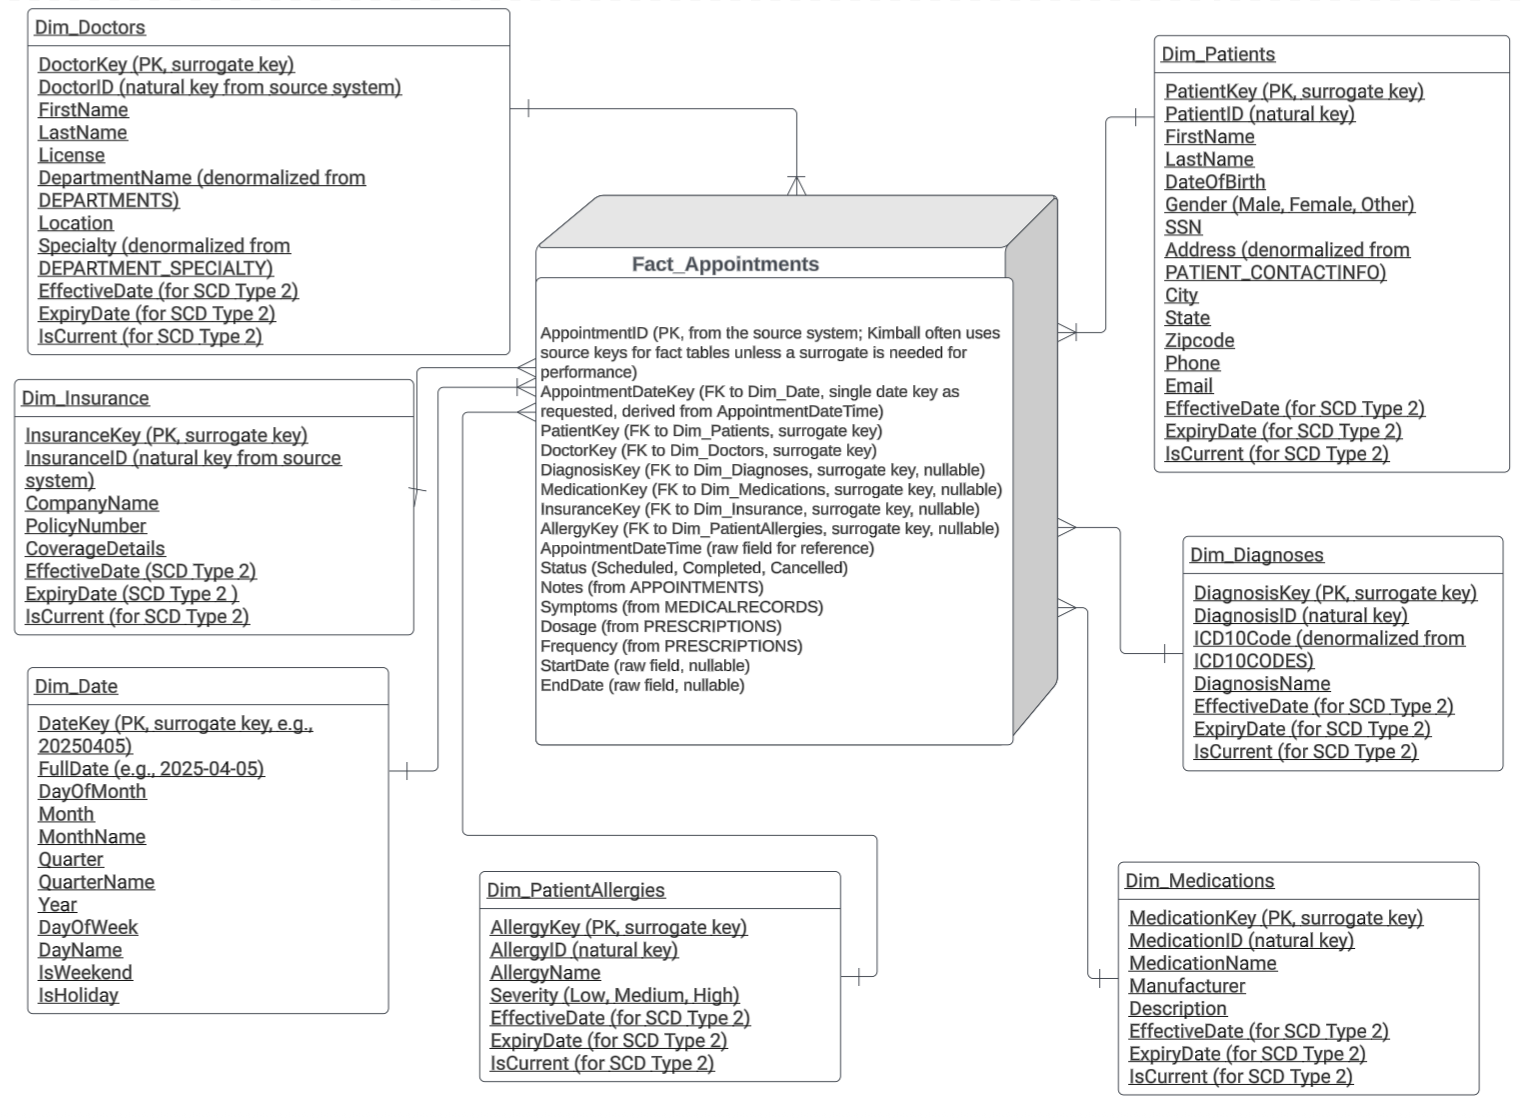 Dim_Doctors
DoctorKey (PK, surrogate key)
DoctorID (natural key from source system)
FirstName
LastName
License
DepartmentName (denormalized from
DEPARTMENTS)
Location
Specialty (denormalized from
DEPARTMENT_SPECIALTY)
EffectiveDate (for SCD Type 2)
ExpiryDate (for SCD Type 2)
IsCurrent (for SCD Type 2)
Dim_Patients
PatientKey (PK, surrogate key)
PatientID (natural key)
FirstName
LastName
DateOfBirth
Gender (Male, Female, Other)
SSN
Address (denormalized from
PATIENT_CONTACTINFO)
City
State
Zipcode
Phone
Email
EffectiveDate (for SCD Type 2)
ExpiryDate (for SCD Type 2)
IsCurrent (for SCD Type 2)
Fact_Appointments
AppointmentID (PK, from the source system; Kimball often uses
source keys for fact tables unless a surrogate is needed for
performance)
AppointmentDateKey (FK to Dim_Date, single date key as
requested, derived from AppointmentDateTime)
PatientKey (FK to Dim_Patients, surrogate key)
DoctorKey (FK to Dim_Doctors, surrogate key)
DiagnosisKey (FK to Dim_Diagnoses, surrogate key, nullable)
MedicationKey (FK to Dim_Medications, surrogate key, nullable)
InsuranceKey (FK to Dim_Insurance, surrogate key, nullable)
AllergyKey (FK to Dim_PatientAllergies, surrogate key, nullable)
AppointmentDateTime (raw field for reference)
Status (Scheduled, Completed, Cancelled)
Notes (from APPOINTMENTS)
Symptoms (from MEDICALRECORDS)
Dosage (from PRESCRIPTIONS)
Frequency (from PRESCRIPTIONS)
StartDate (raw field, nullable)
EndDate (raw field, nullable)
Dim_Insurance
InsuranceKey (PK, surrogate key)
InsuranceID (natural key from source
system)
CompanyName
PolicyNumber
CoverageDetails
EffectiveDate (SCD Type 2)
ExpiryDate (SCD Type 2 )
IsCurrent (for SCD Type 2)
Dim_Diagnoses
DiagnosisKey (PK, surrogate key)
DiagnosisID (natural key)
ICD10Code (denormalized from
ICD10CODES)
DiagnosisName
EffectiveDate (for SCD Type 2)
ExpiryDate (for SCD Type 2)
IsCurrent (for SCD Type 2)
Dim_Date
DateKey (PK, surrogate key, e.g.,
20250405)
FullDate (e.g., 2025-04-05)
DayOfMonth
Month
MonthName
Quarter
QuarterName
Year
DayOfWeek
DayName
IsWeekend
IsHoliday
Dim_PatientAllergies
AllergyKey (PK, surrogate key)
AllergyID (natural key)
AllergyName
Severity (Low, Medium, High)
EffectiveDate (for SCD Type 2)
ExpiryDate (for SCD Type 2)
IsCurrent (for SCD Type 2)
Dim_Medications
MedicationKey (PK, surrogate key)
MedicationID (natural key)
MedicationName
Manufacturer
Description
EffectiveDate (for SCD Type 2)
ExpiryDate (for SCD Type 2)
IsCurrent (for SCD Type 2)